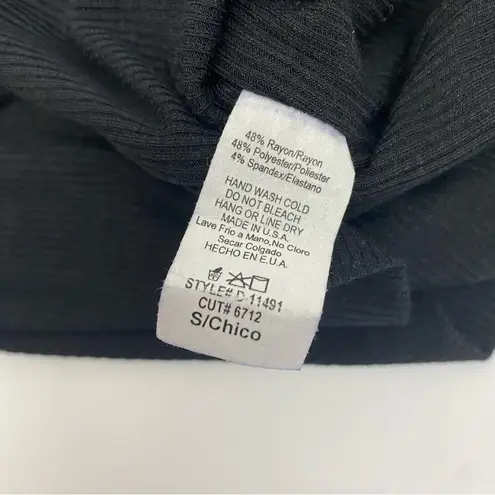 48% Rayon/Rayon
48% Polyester/Poliester
4% Spandex/Elastano
HAND WASH COLD
DO NOT BLEACH
HANG OR LINE DRY
MADE IN U.S.A.
Lave Frio a Mano,No Cloro
Secar Colgado
HECHO EN E.U.A.
STYLE# D-11491
CUT# 6712
S/Chico